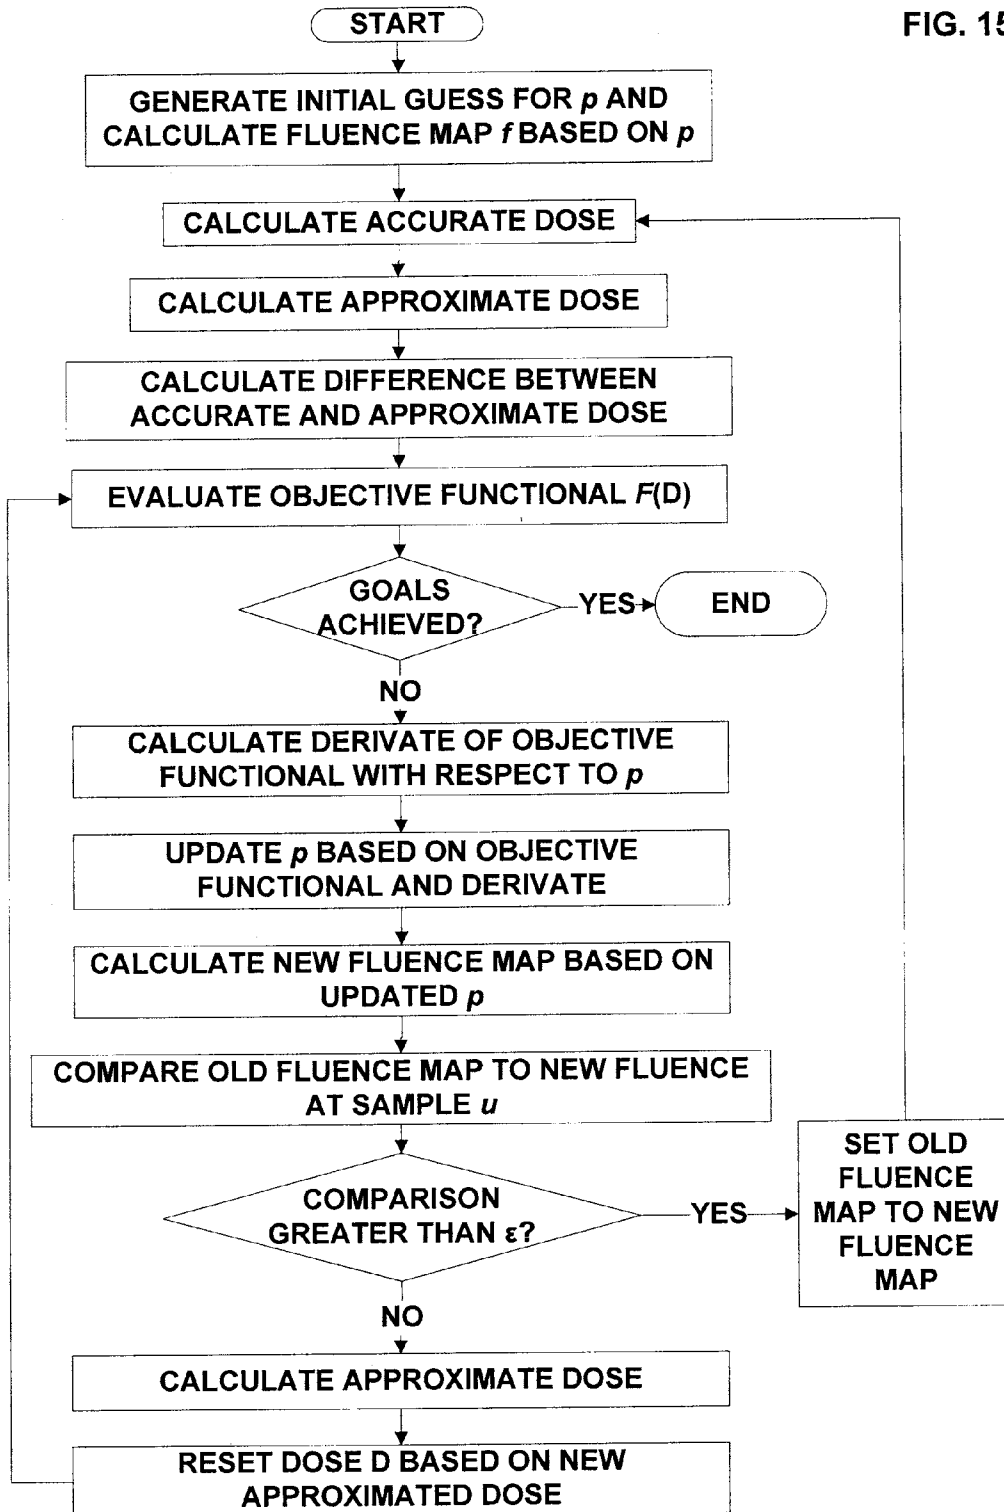 FIG. 15
START
GENERATE INITIAL GUESS FOR p AND
CALCULATE FLUENCE MAP f BASED ON p
CALCULATE ACCURATE DOSE
CALCULATE APPROXIMATE DOSE
CALCULATE DIFFERENCE BETWEEN
ACCURATE AND APPROXIMATE DOSE
EVALUATE OBJECTIVE FUNCTIONAL F(D)
GOALS
ACHIEVED?
YES
END
NO
CALCULATE DERIVATE OF OBJECTIVE
FUNCTIONAL WITH RESPECT TO p
UPDATE p BASED ON OBJECTIVE
FUNCTIONAL AND DERIVATE
CALCULATE NEW FLUENCE MAP BASED ON
UPDATED p
COMPARE OLD FLUENCE MAP TO NEW FLUENCE
AT SAMPLE u
COMPARISON
GREATER THAN ε?
YES
SET OLD
FLUENCE
MAP TO NEW
FLUENCE
MAP
NO
CALCULATE APPROXIMATE DOSE
RESET DOSE D BASED ON NEW
APPROXIMATED DOSE